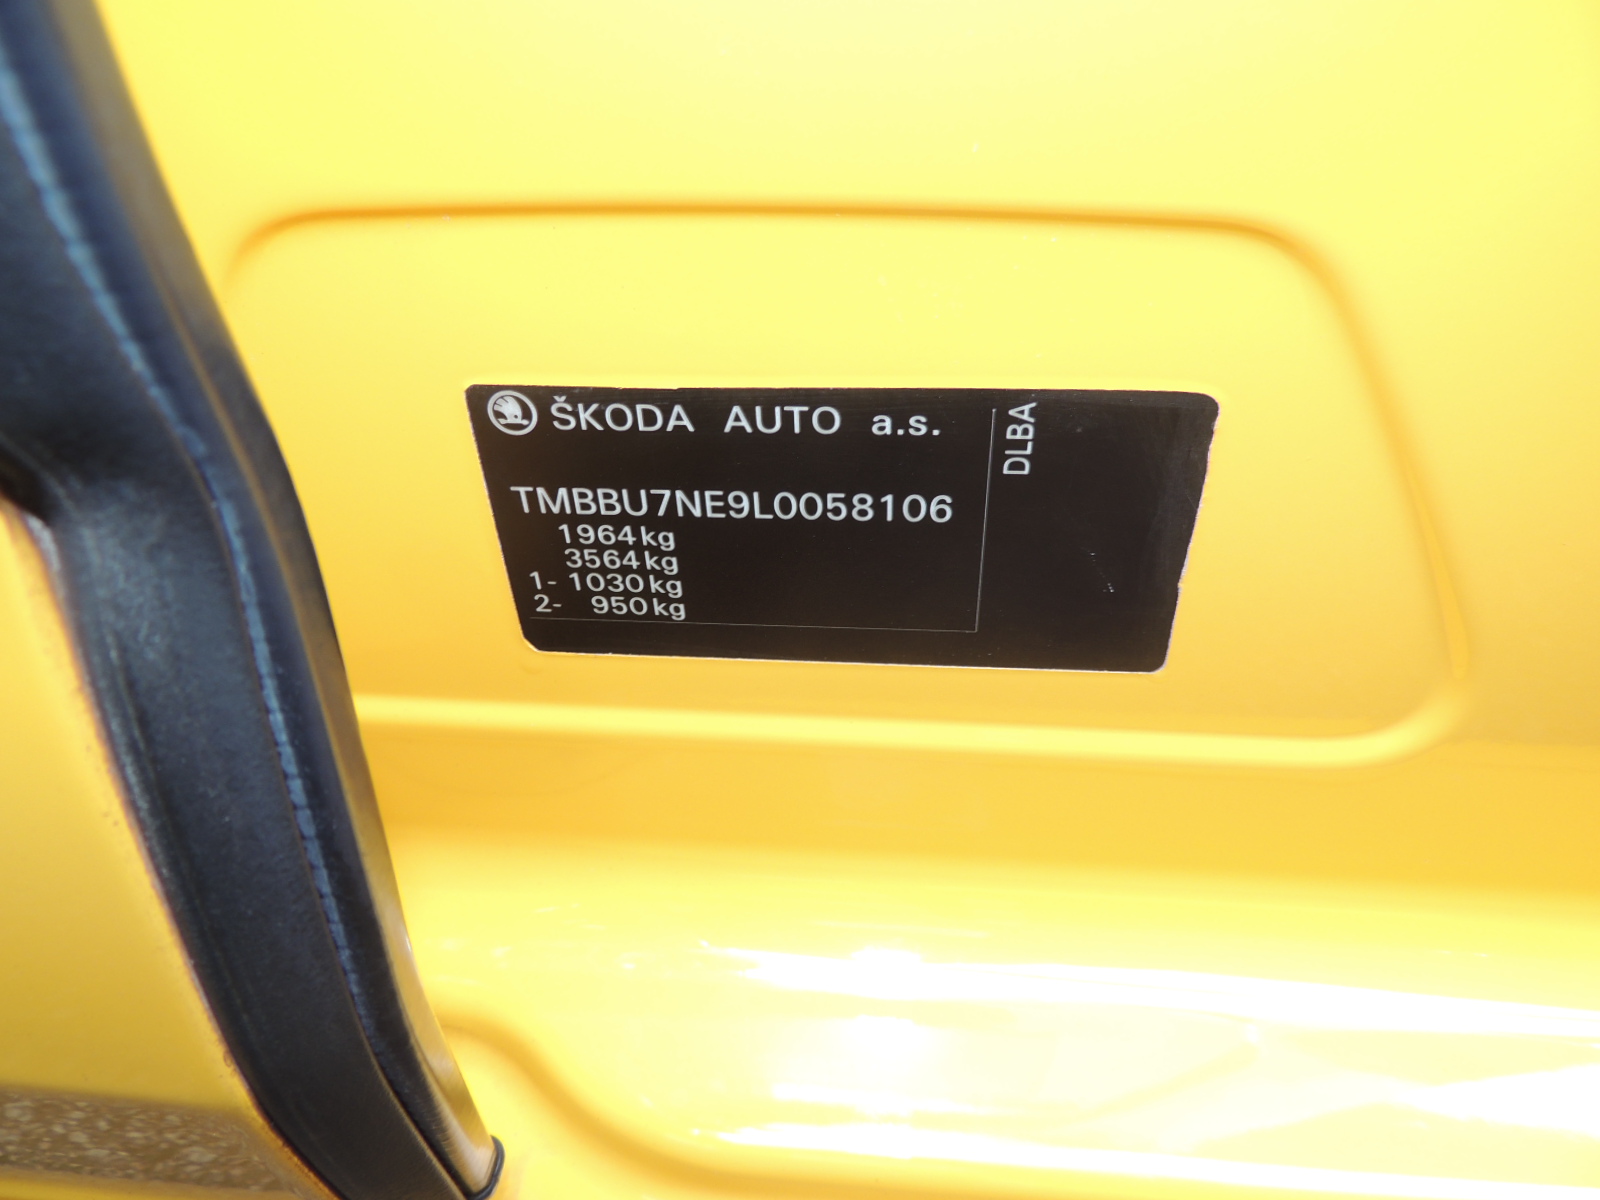 ŠKODA AUTO a.s.
TMBBU7NE9L0058106
1964kg
3564kg
1- 1030kg
2- 950kg
DLBA